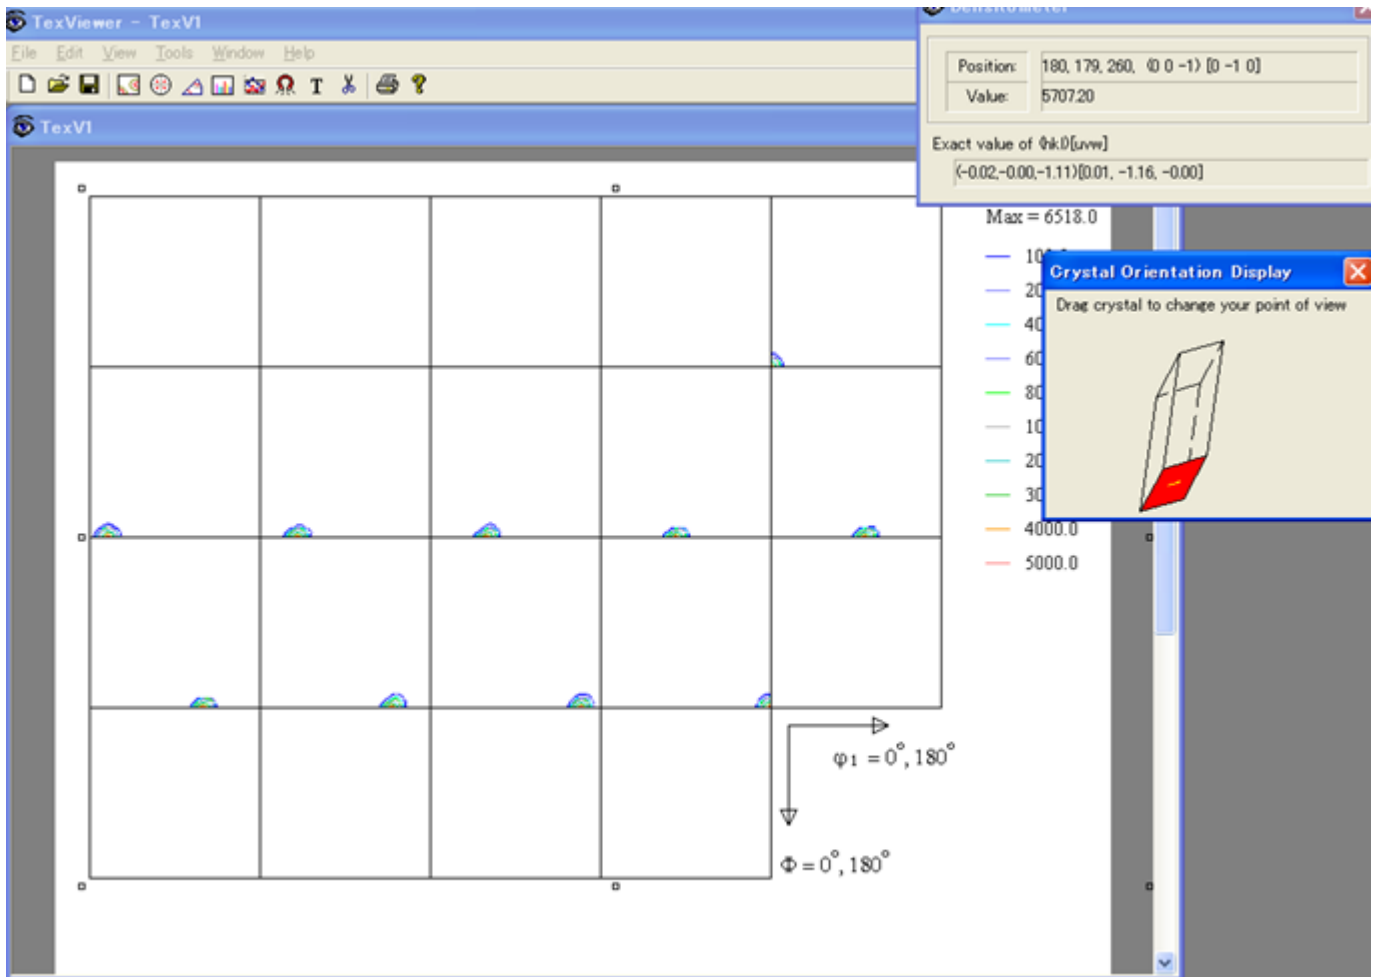 TexViewer - TexV1
File Edit View Tools Window Help
T
TexV1
Densitometer
Position: 180, 179, 260, (0 0 -1) [0 -1 0]
Value: 5707.20
Exact value of (hkl)[uvw]
(-0.02,-0.00,-1.11)[0.01, -1.16, -0.00]
Max = 6518.0
4000.0
5000.0
Crystal Orientation Display
Drag crystal to change your point of view
φ1 = 0°, 180°
Φ = 0°, 180°